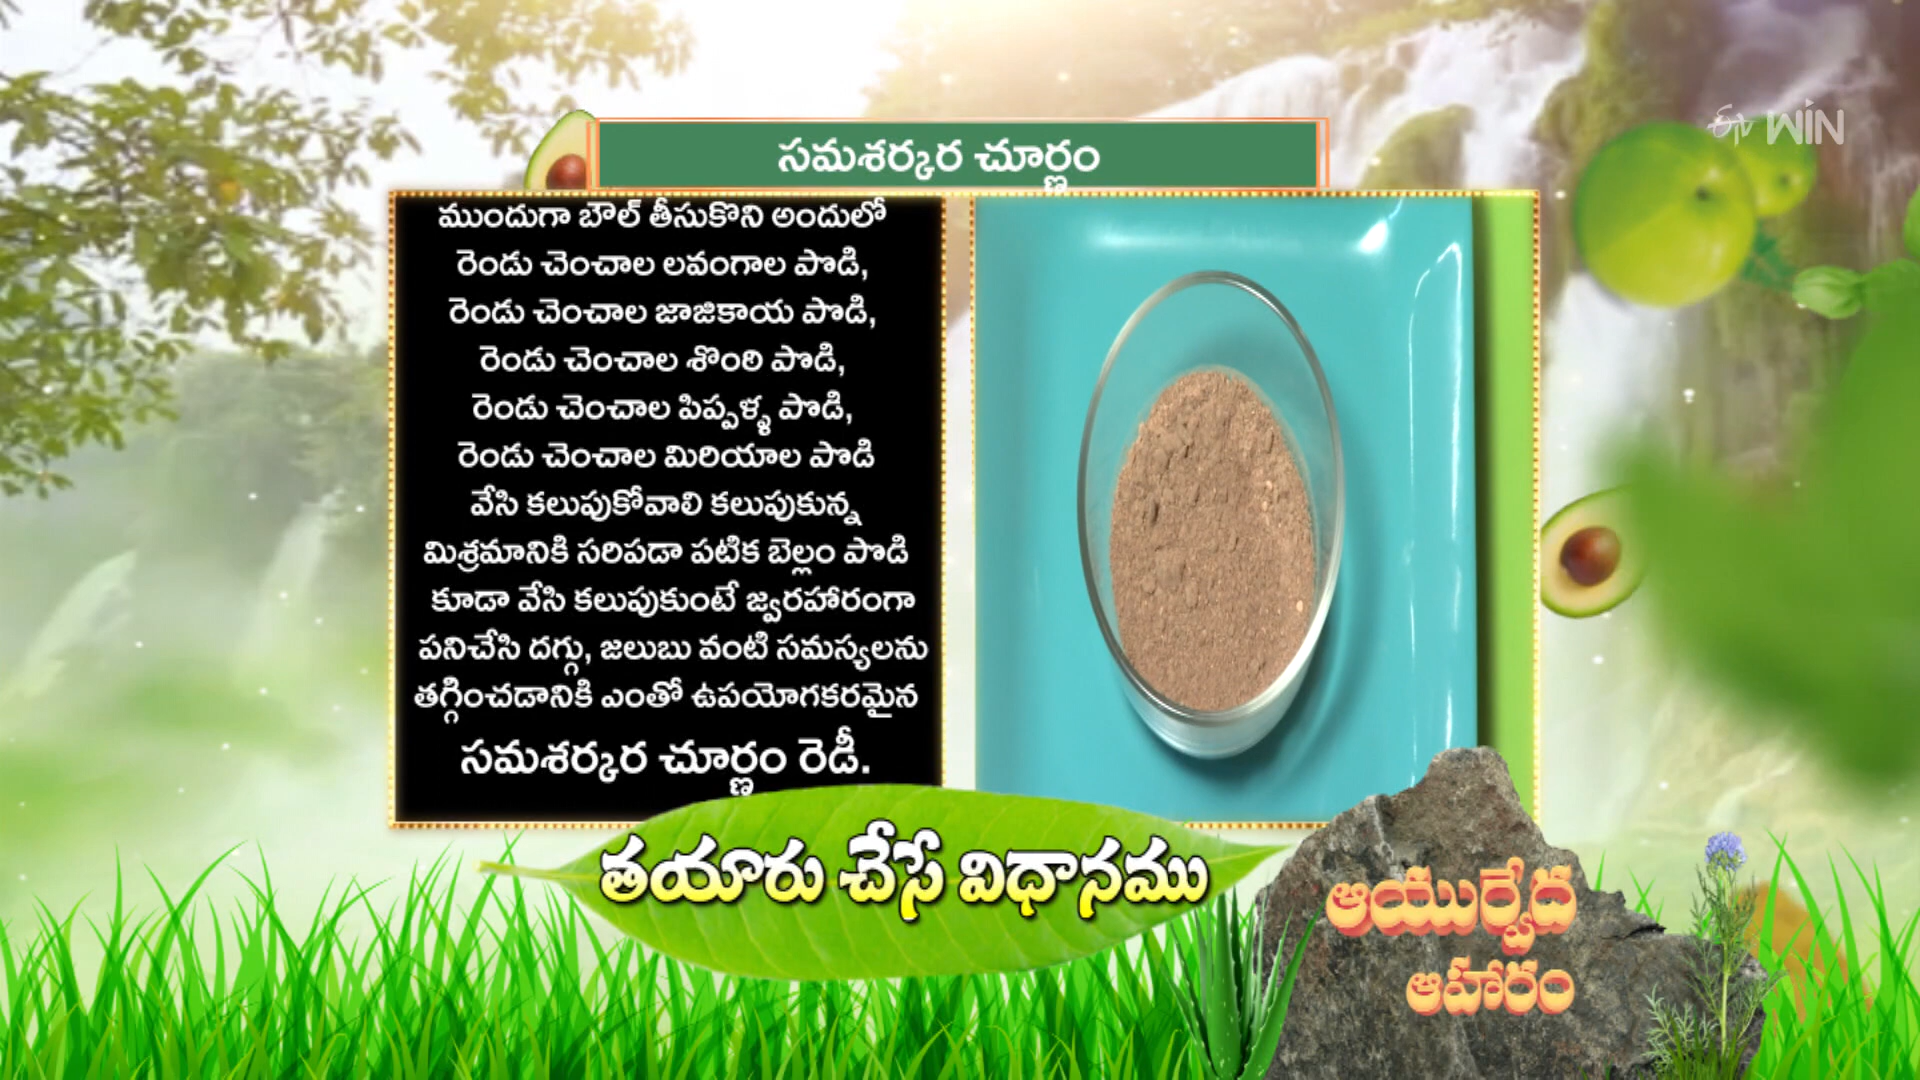 ఈటీవీ WIN
సమశర్కర చూర్ణం
ముందుగా బౌల్ తీసుకొని అందులో
రెండు చెంచాల లవంగాల పొడి,
రెండు చెంచాల జాజికాయ పొడి,
రెండు చెంచాల శొంఠి పొడి,
రెండు చెంచాల పిప్పళ్ళ పొడి,
రెండు చెంచాల మిరియాల పొడి
వేసి కలుపుకోవాలి కలుపుకున్న
మిశ్రమానికి సరిపడా పటిక బెల్లం పొడి
కూడా వేసి కలుపుకుంటే జ్వరహారంగా
పనిచేసి దగ్గు, జలుబు వంటి సమస్యలను
తగ్గించడానికి ఎంతో ఉపయోగకరమైన
సమశర్కర చూర్ణం రెడీ.
తయారు చేసే విధానము
ఆయుర్వేద
ఆహారం